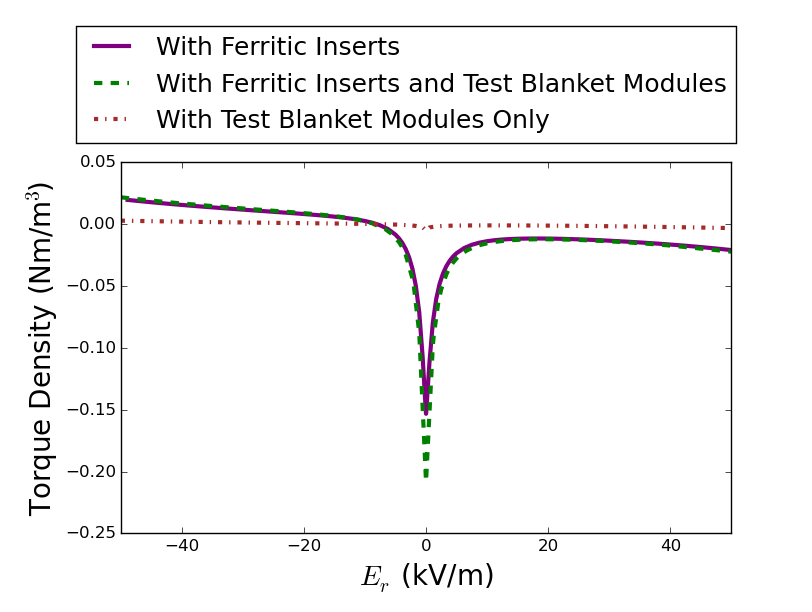 With Ferritic Inserts
With Ferritic Inserts and Test Blanket Modules
With Test Blanket Modules Only
0.05
0.00
−0.05
−0.10
−0.15
−0.20
−0.25
Torque Density (Nm/m³)
−40 −20 0 20 40
E_r (kV/m)